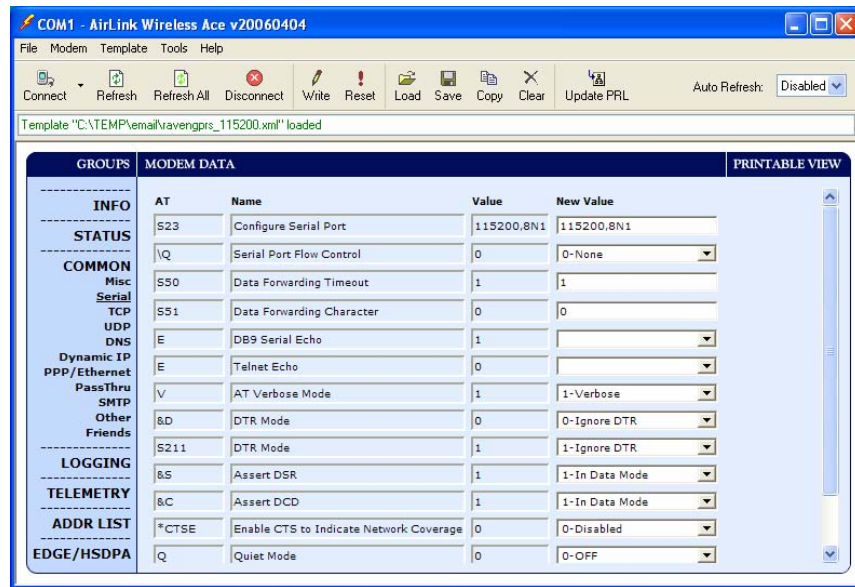 COM1 - AirLink Wireless Ace v20060404
File Modem Template Tools Help
Connect Refresh Refresh All Disconnect Write Reset Load Save Copy Clear Update PRL Auto Refresh: Disabled
Template "C:\TEMP\email\ravengprs_115200.xml" loaded
GROUPS MODEM DATA PRINTABLE VIEW
INFO
STATUS
COMMON
Misc
Serial
TCP
UDP
DNS
Dynamic IP
PPP/Ethernet
PassThru
SMTP
Other
Friends
LOGGING
TELEMETRY
ADDR LIST
EDGE/HSDPA
AT Name Value New Value
S23 Configure Serial Port 115200,8N1 115200,8N1
\Q Serial Port Flow Control 0 0-None
S50 Data Forwarding Timeout 1 1
S51 Data Forwarding Character 0 0
E DB9 Serial Echo 1
E Telnet Echo 0
V AT Verbose Mode 1 1-Verbose
&D DTR Mode 0 0-Ignore DTR
S211 DTR Mode 1 1-Ignore DTR
&S Assert DSR 1 1-In Data Mode
&C Assert DCD 1 1-In Data Mode
*CTSE Enable CTS to Indicate Network Coverage 0 0-Disabled
Q Quiet Mode 0 0-OFF